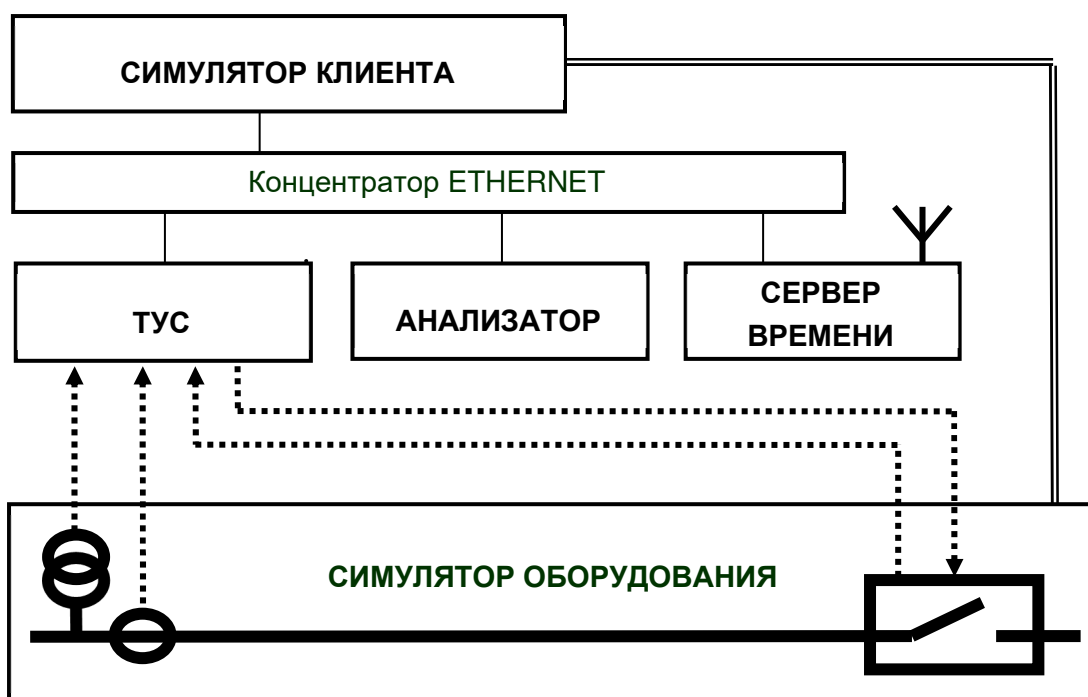 СИМУЛЯТОР КЛИЕНТА
Концентратор ETHERNET
ТУС
АНАЛИЗАТОР
СЕРВЕР
ВРЕМЕНИ
СИМУЛЯТОР ОБОРУДОВАНИЯ